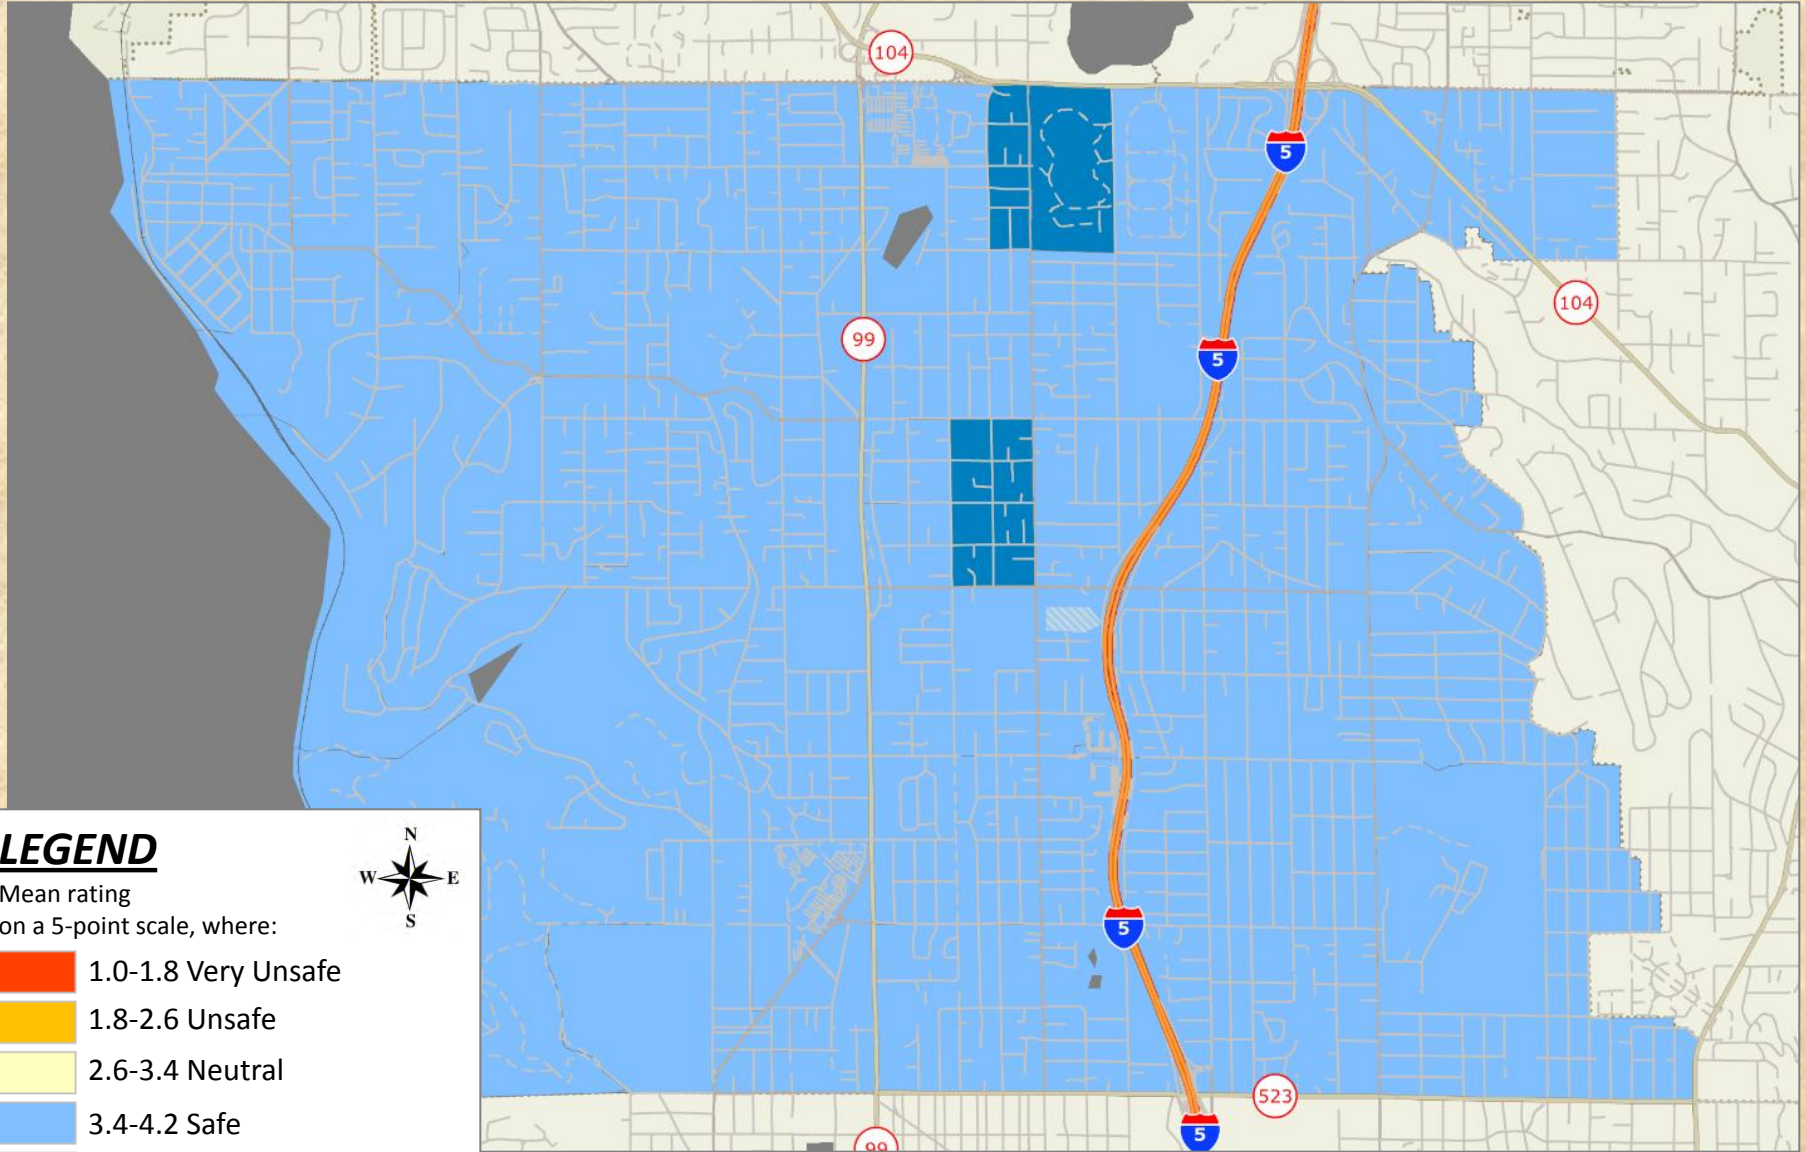 104
5
104
99
5
LEGEND
N
W E
S
Mean rating
on a 5-point scale, where:
5
1.0-1.8 Very Unsafe
1.8-2.6 Unsafe
2.6-3.4 Neutral
3.4-4.2 Safe
523
5
99